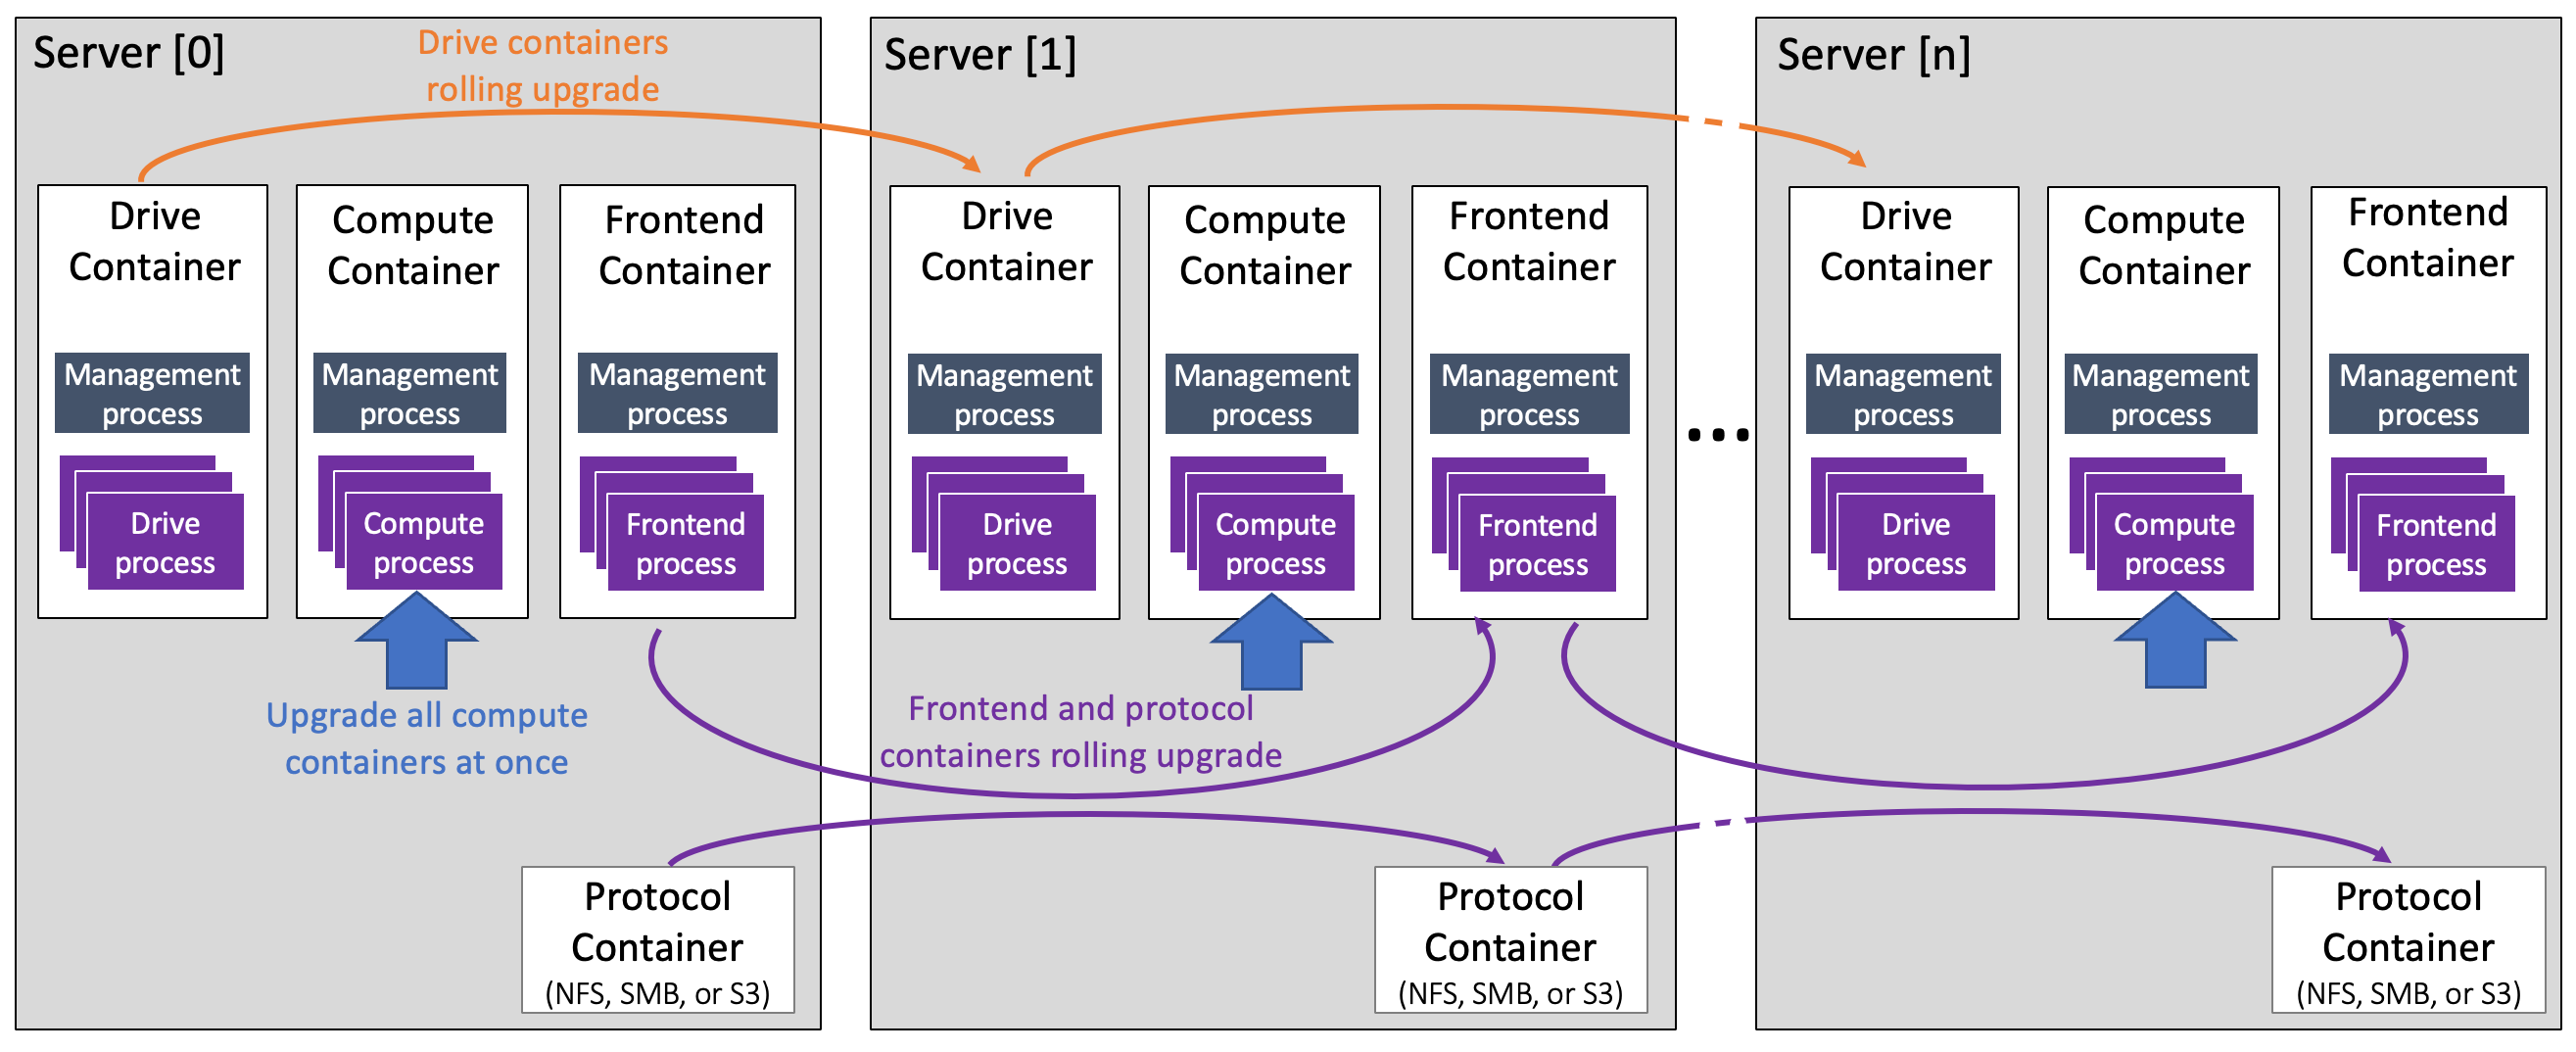 Server [0]
Drive containers
rolling upgrade
Drive
Container
Management
process
Drive
process
Compute
Container
Management
process
Compute
process
Frontend
Container
Management
process
Frontend
process
Upgrade all compute
containers at once
Protocol
Container
(NFS, SMB, or S3)
Server [1]
Drive
Container
Management
process
Drive
process
Compute
Container
Management
process
Compute
process
Frontend
Container
Management
process
Frontend
process
Frontend and protocol
containers rolling upgrade
Protocol
Container
(NFS, SMB, or S3)
...
Server [n]
Drive
Container
Management
process
Drive
process
Compute
Container
Management
process
Compute
process
Frontend
Container
Management
process
Frontend
process
Protocol
Container
(NFS, SMB, or S3)